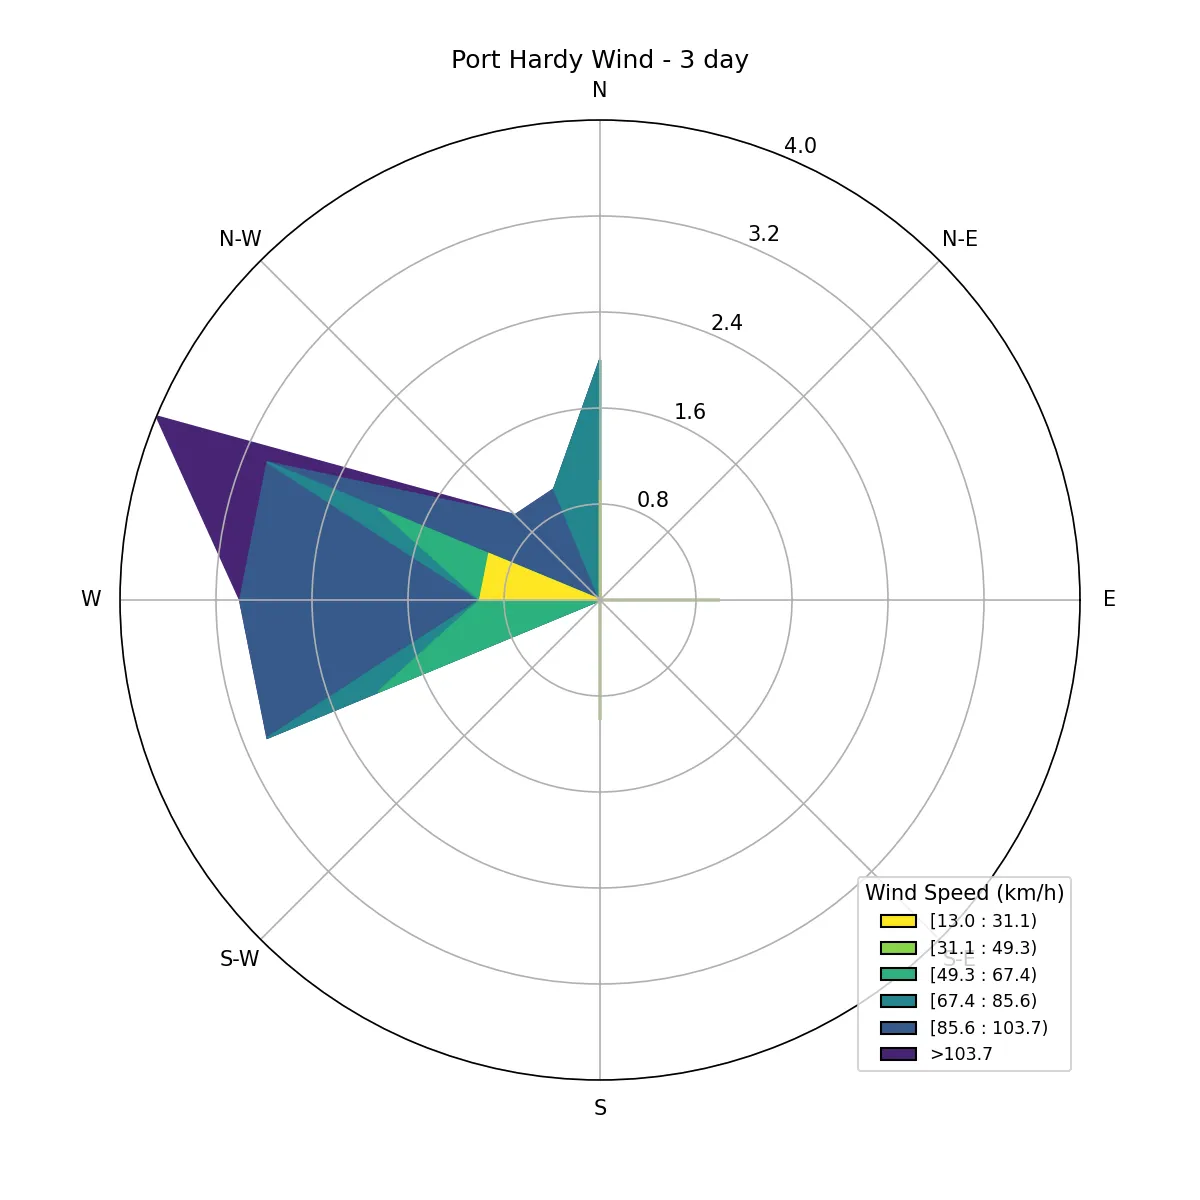 Port Hardy Wind - 3 day
N
4.0
N-W
N-E
3.2
2.4
1.6
0.8
W
E
S-W
S-E
S
Wind Speed (km/h)
[13.0 : 31.1)
[31.1 : 49.3)
[49.3 : 67.4)
[67.4 : 85.6)
[85.6 : 103.7)
>103.7